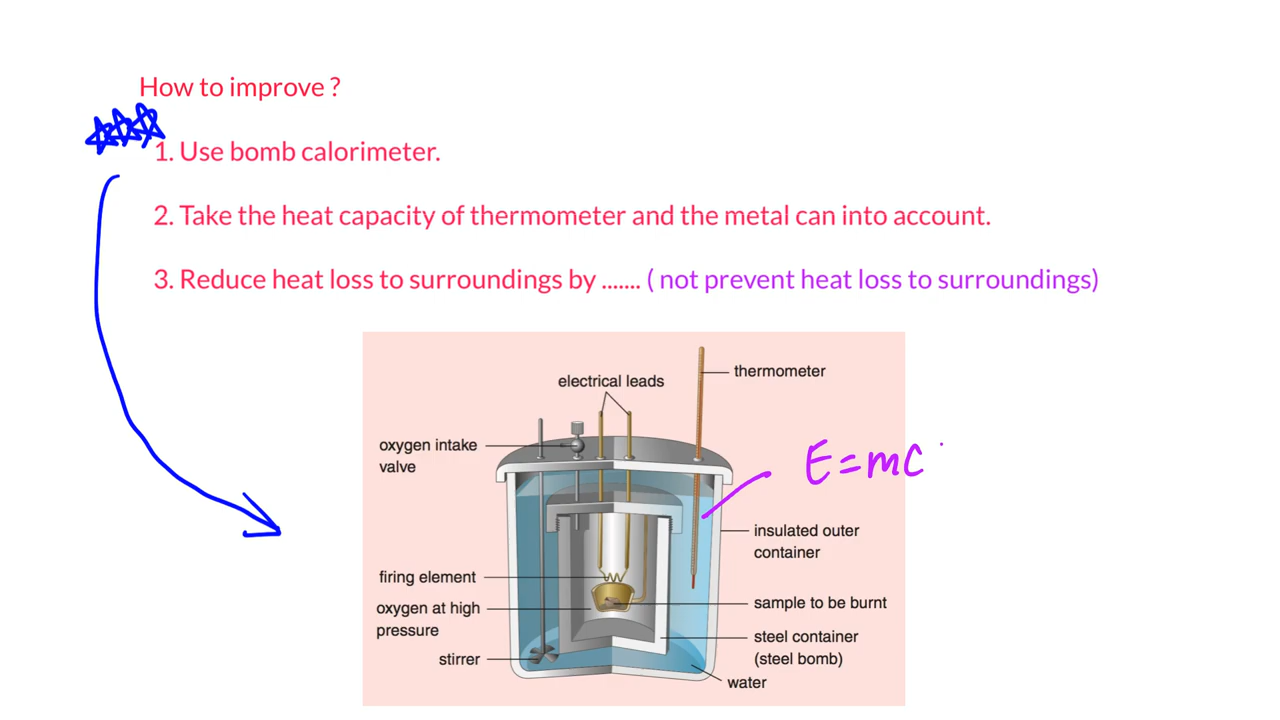 How to improve ?
1. Use bomb calorimeter.
2. Take the heat capacity of thermometer and the metal can into account.
3. Reduce heat loss to surroundings by ....... ( not prevent heat loss to surroundings)
electrical leads
thermometer
oxygen intake
valve
E=mc
insulated outer
container
firing element
oxygen at high
pressure
sample to be burnt
steel container
(steel bomb)
stirrer
water